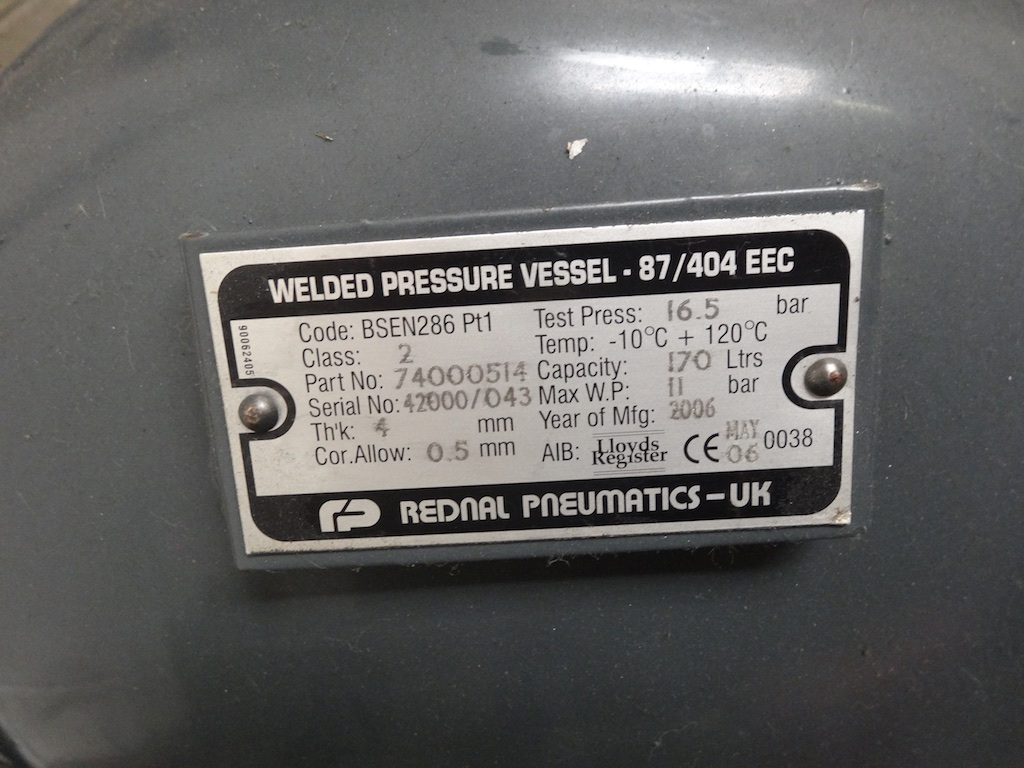 WELDED PRESSURE VESSEL - 87/404 EEC
90062405
Code: BSEN286 Pt1
Class: 2
Part No: 74000514
Serial No: 42000/043
Th'k: 4 mm
Cor.Allow: 0.5 mm
Test Press: 16.5 bar
Temp: -10°C + 120°C
Capacity: 170 Ltrs
Max W.P: 11 bar
Year of Mfg: 2006
AIB: Lloyds Register CE MAY 06 0038
REDNAL PNEUMATICS - UK